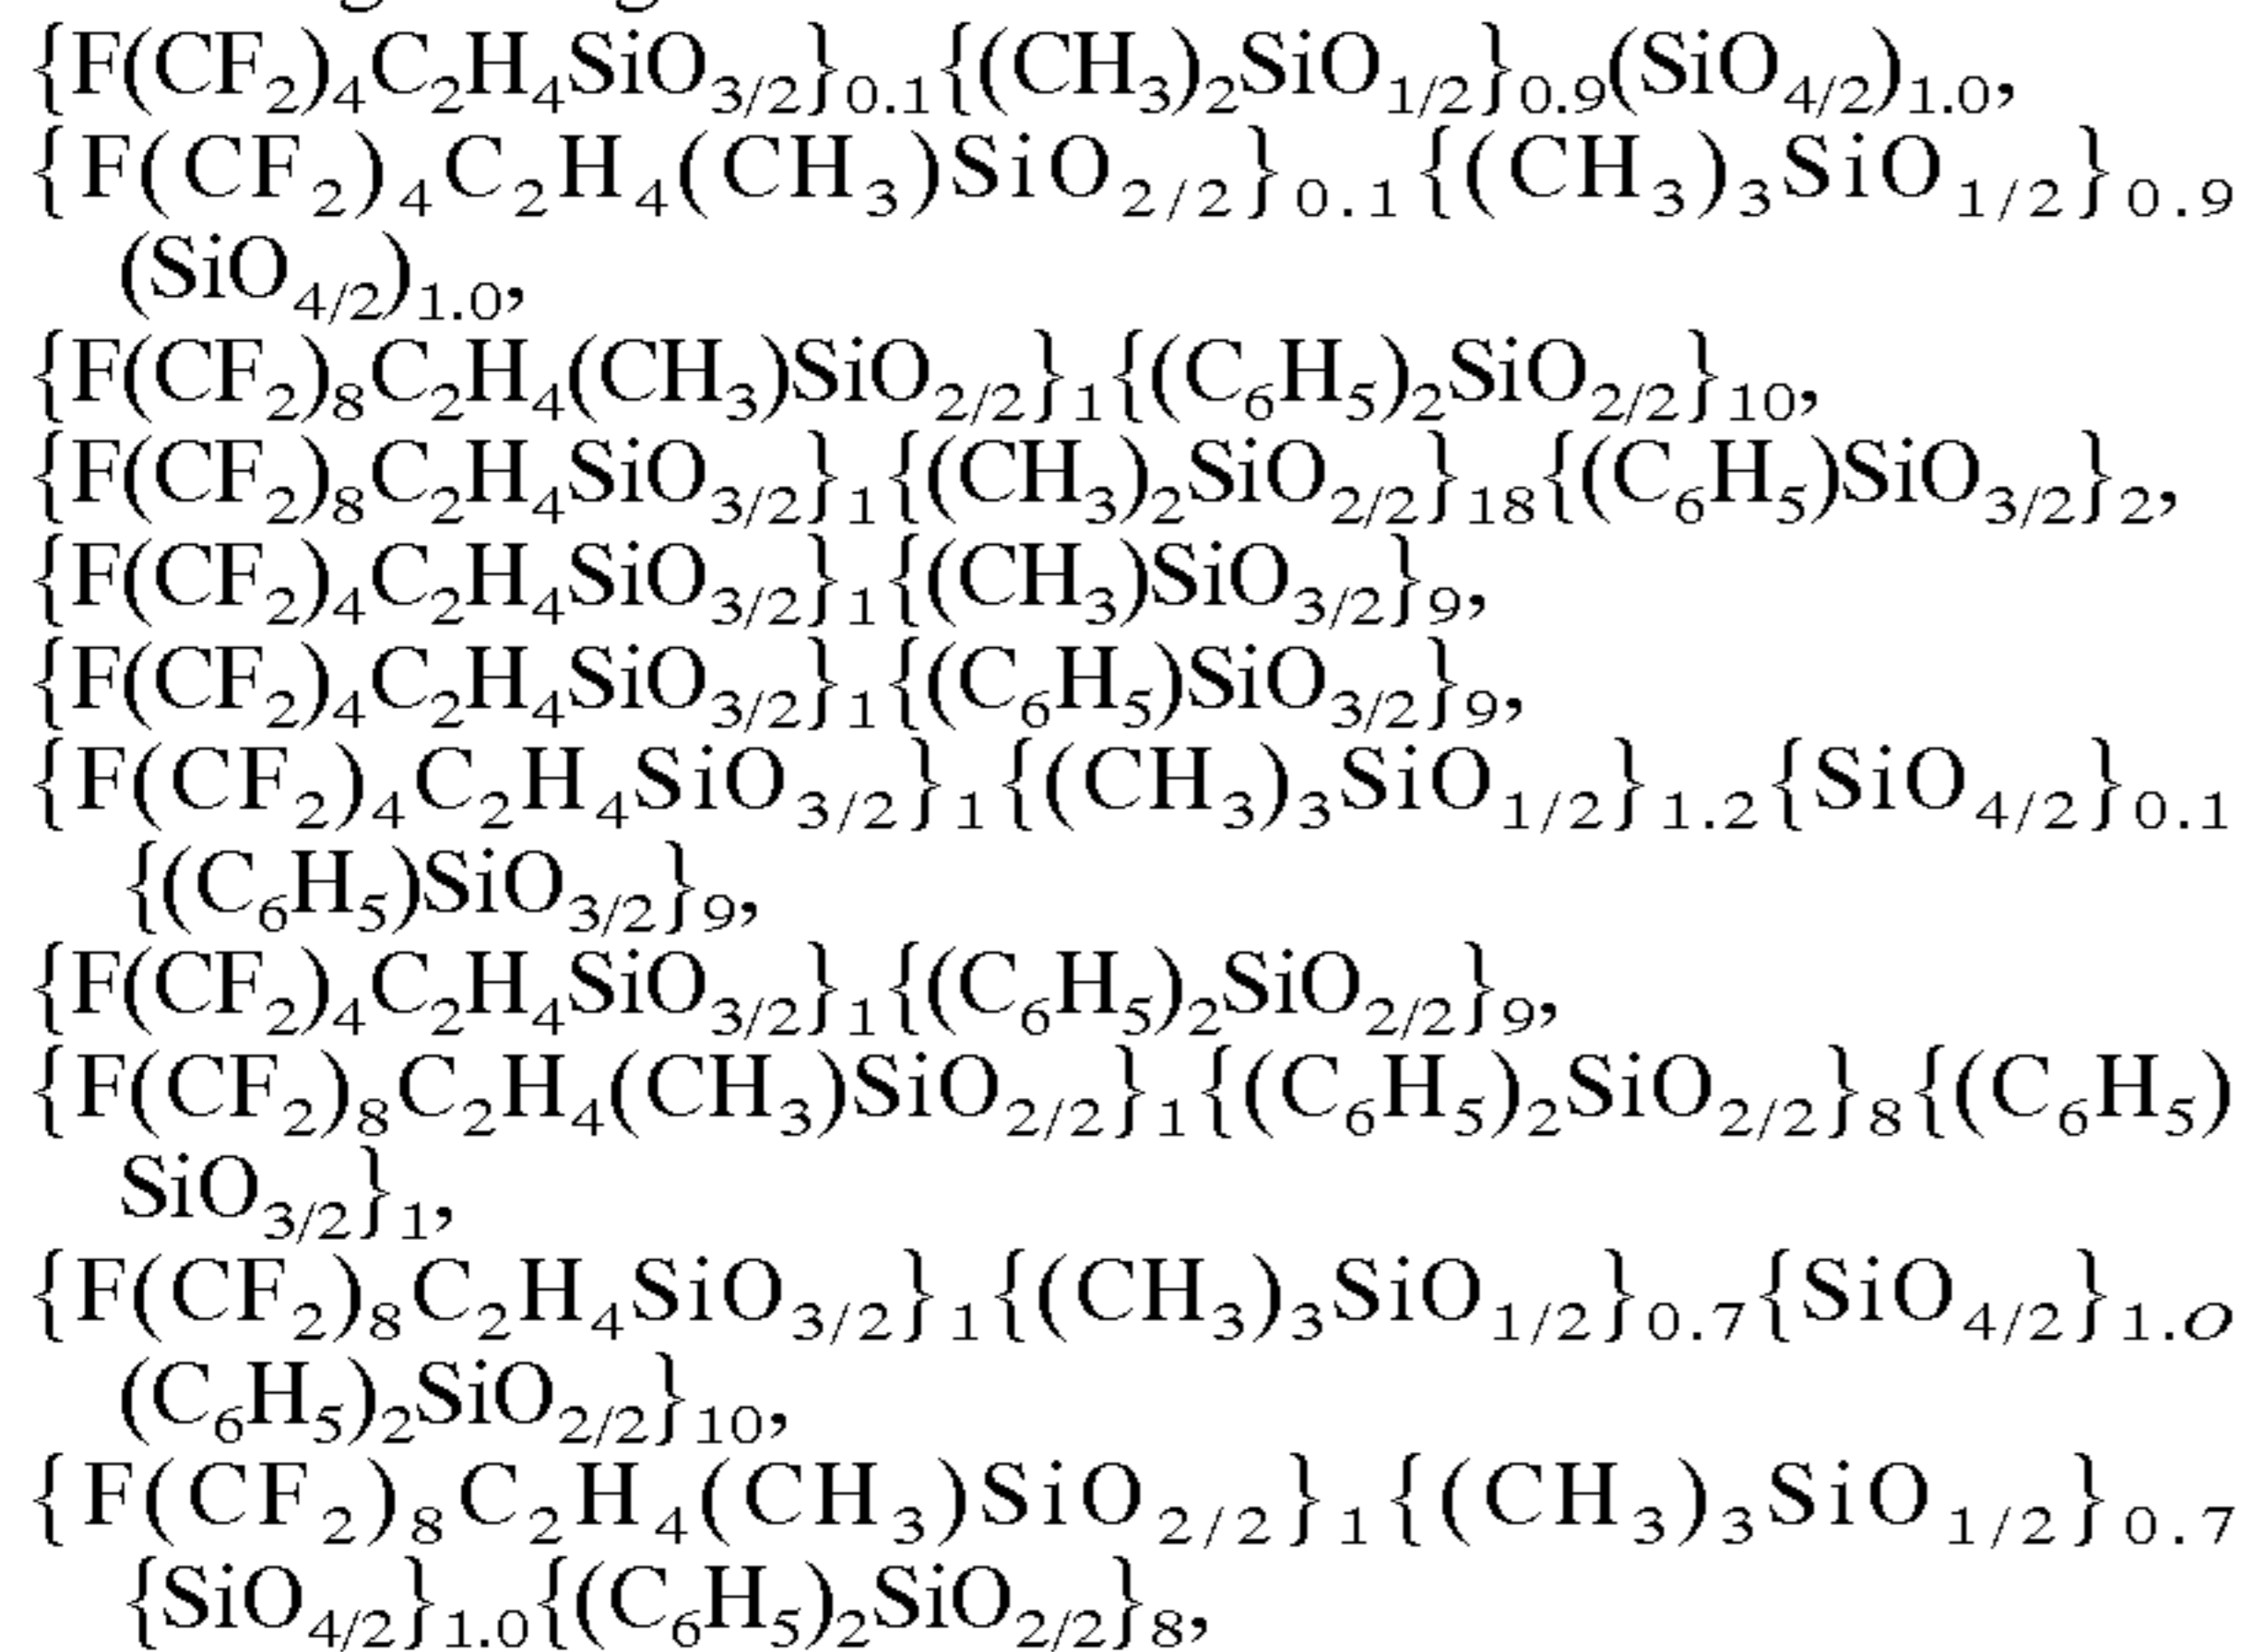 {F(CF₂)₄C₂H₄SiO₃/₂}₀.₁{(CH₃)₂SiO₁/₂}₀.₉(SiO₄/₂)₁.₀,
{F(CF₂)₄C₂H₄(CH₃)SiO₂/₂}₀.₁{(CH₃)₃SiO₁/₂}₀.₉
(SiO₄/₂)₁.₀,
{F(CF₂)₈C₂H₄(CH₃)SiO₂/₂}₁{(C₆H₅)₂SiO₂/₂}₁₀,
{F(CF₂)₈C₂H₄SiO₃/₂}₁{(CH₃)₂SiO₂/₂}₁₈{(C₆H₅)SiO₃/₂}₂,
{F(CF₂)₄C₂H₄SiO₃/₂}₁{(CH₃)SiO₃/₂}₉,
{F(CF₂)₄C₂H₄SiO₃/₂}₁{(C₆H₅)SiO₃/₂}₉,
{F(CF₂)₄C₂H₄SiO₃/₂}₁{(CH₃)₃SiO₁/₂}₁.₂{SiO₄/₂}₀.₁
{(C₆H₅)SiO₃/₂}₉,
{F(CF₂)₄C₂H₄SiO₃/₂}₁{(C₆H₅)₂SiO₂/₂}₉,
{F(CF₂)₈C₂H₄(CH₃)SiO₂/₂}₁{(C₆H₅)₂SiO₂/₂}₈{(C₆H₅)
SiO₃/₂}₁,
{F(CF₂)₈C₂H₄SiO₃/₂}₁{(CH₃)₃SiO₁/₂}₀.₇{SiO₄/₂}₁.ₒ
(C₆H₅)₂SiO₂/₂}₁₀,
{F(CF₂)₈C₂H₄(CH₃)SiO₂/₂}₁{(CH₃)₃SiO₁/₂}₀.₇
{SiO₄/₂}₁.₀{(C₆H₅)₂SiO₂/₂}₈,